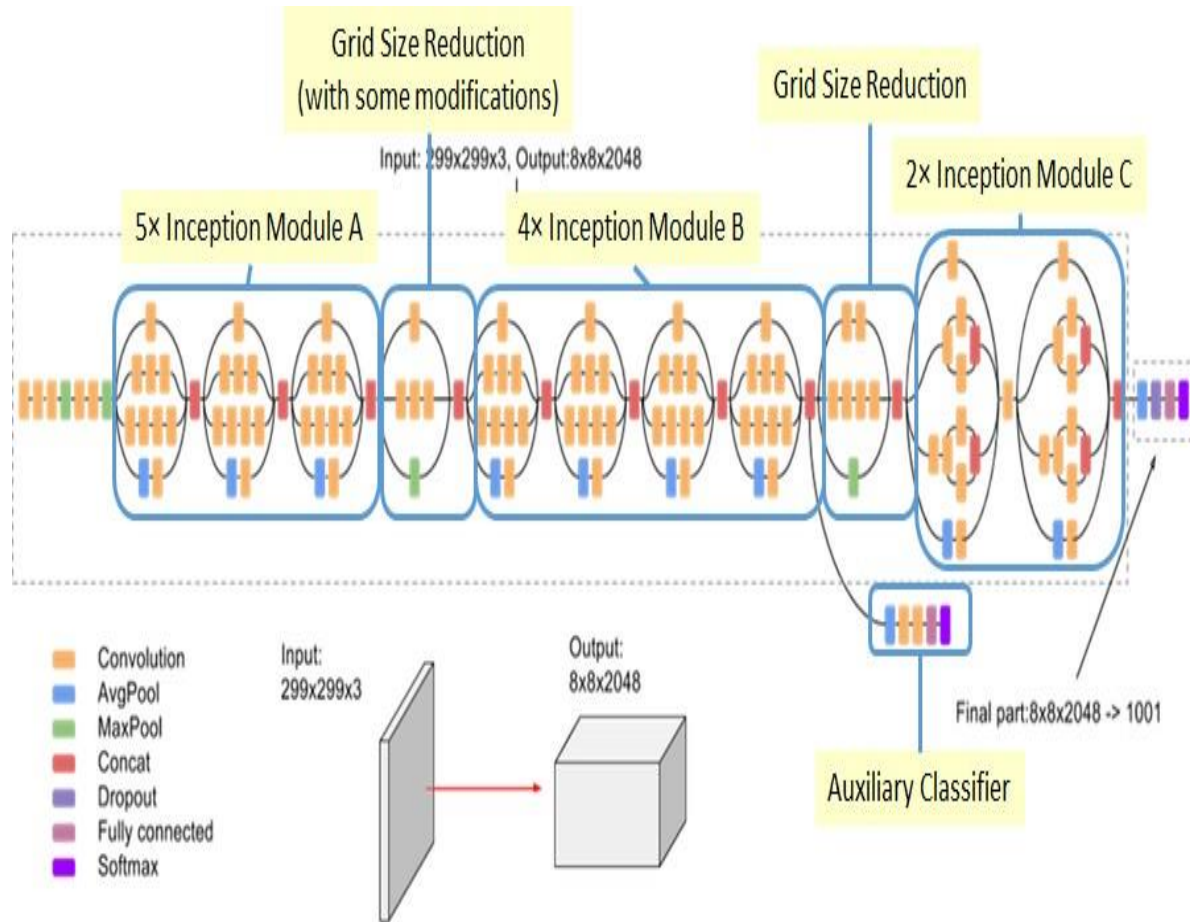 Grid Size Reduction
(with some modifications)
Grid Size Reduction
Input: 299x299x3, Output:8x8x2048
2× Inception Module C
5× Inception Module A
4× Inception Module B
Convolution
AvgPool
MaxPool
Concat
Dropout
Fully connected
Softmax
Input:
299x299x3
Output:
8x8x2048
Final part:8x8x2048 -> 1001
Auxiliary Classifier